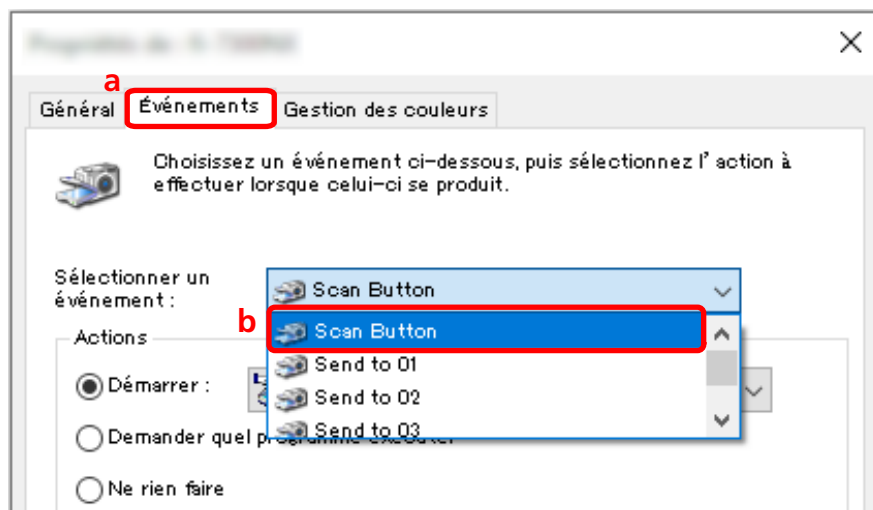 a
Général Événements Gestion des couleurs
Choisissez un événement ci-dessous, puis sélectionnez l'action à
effectuer lorsque celui-ci se produit.
Sélectionner un
événement :
Scan Button
b
Scan Button
Actions
Send to 01
Démarrer :
Send to 02
Send to 03
Demander quel
Ne rien faire